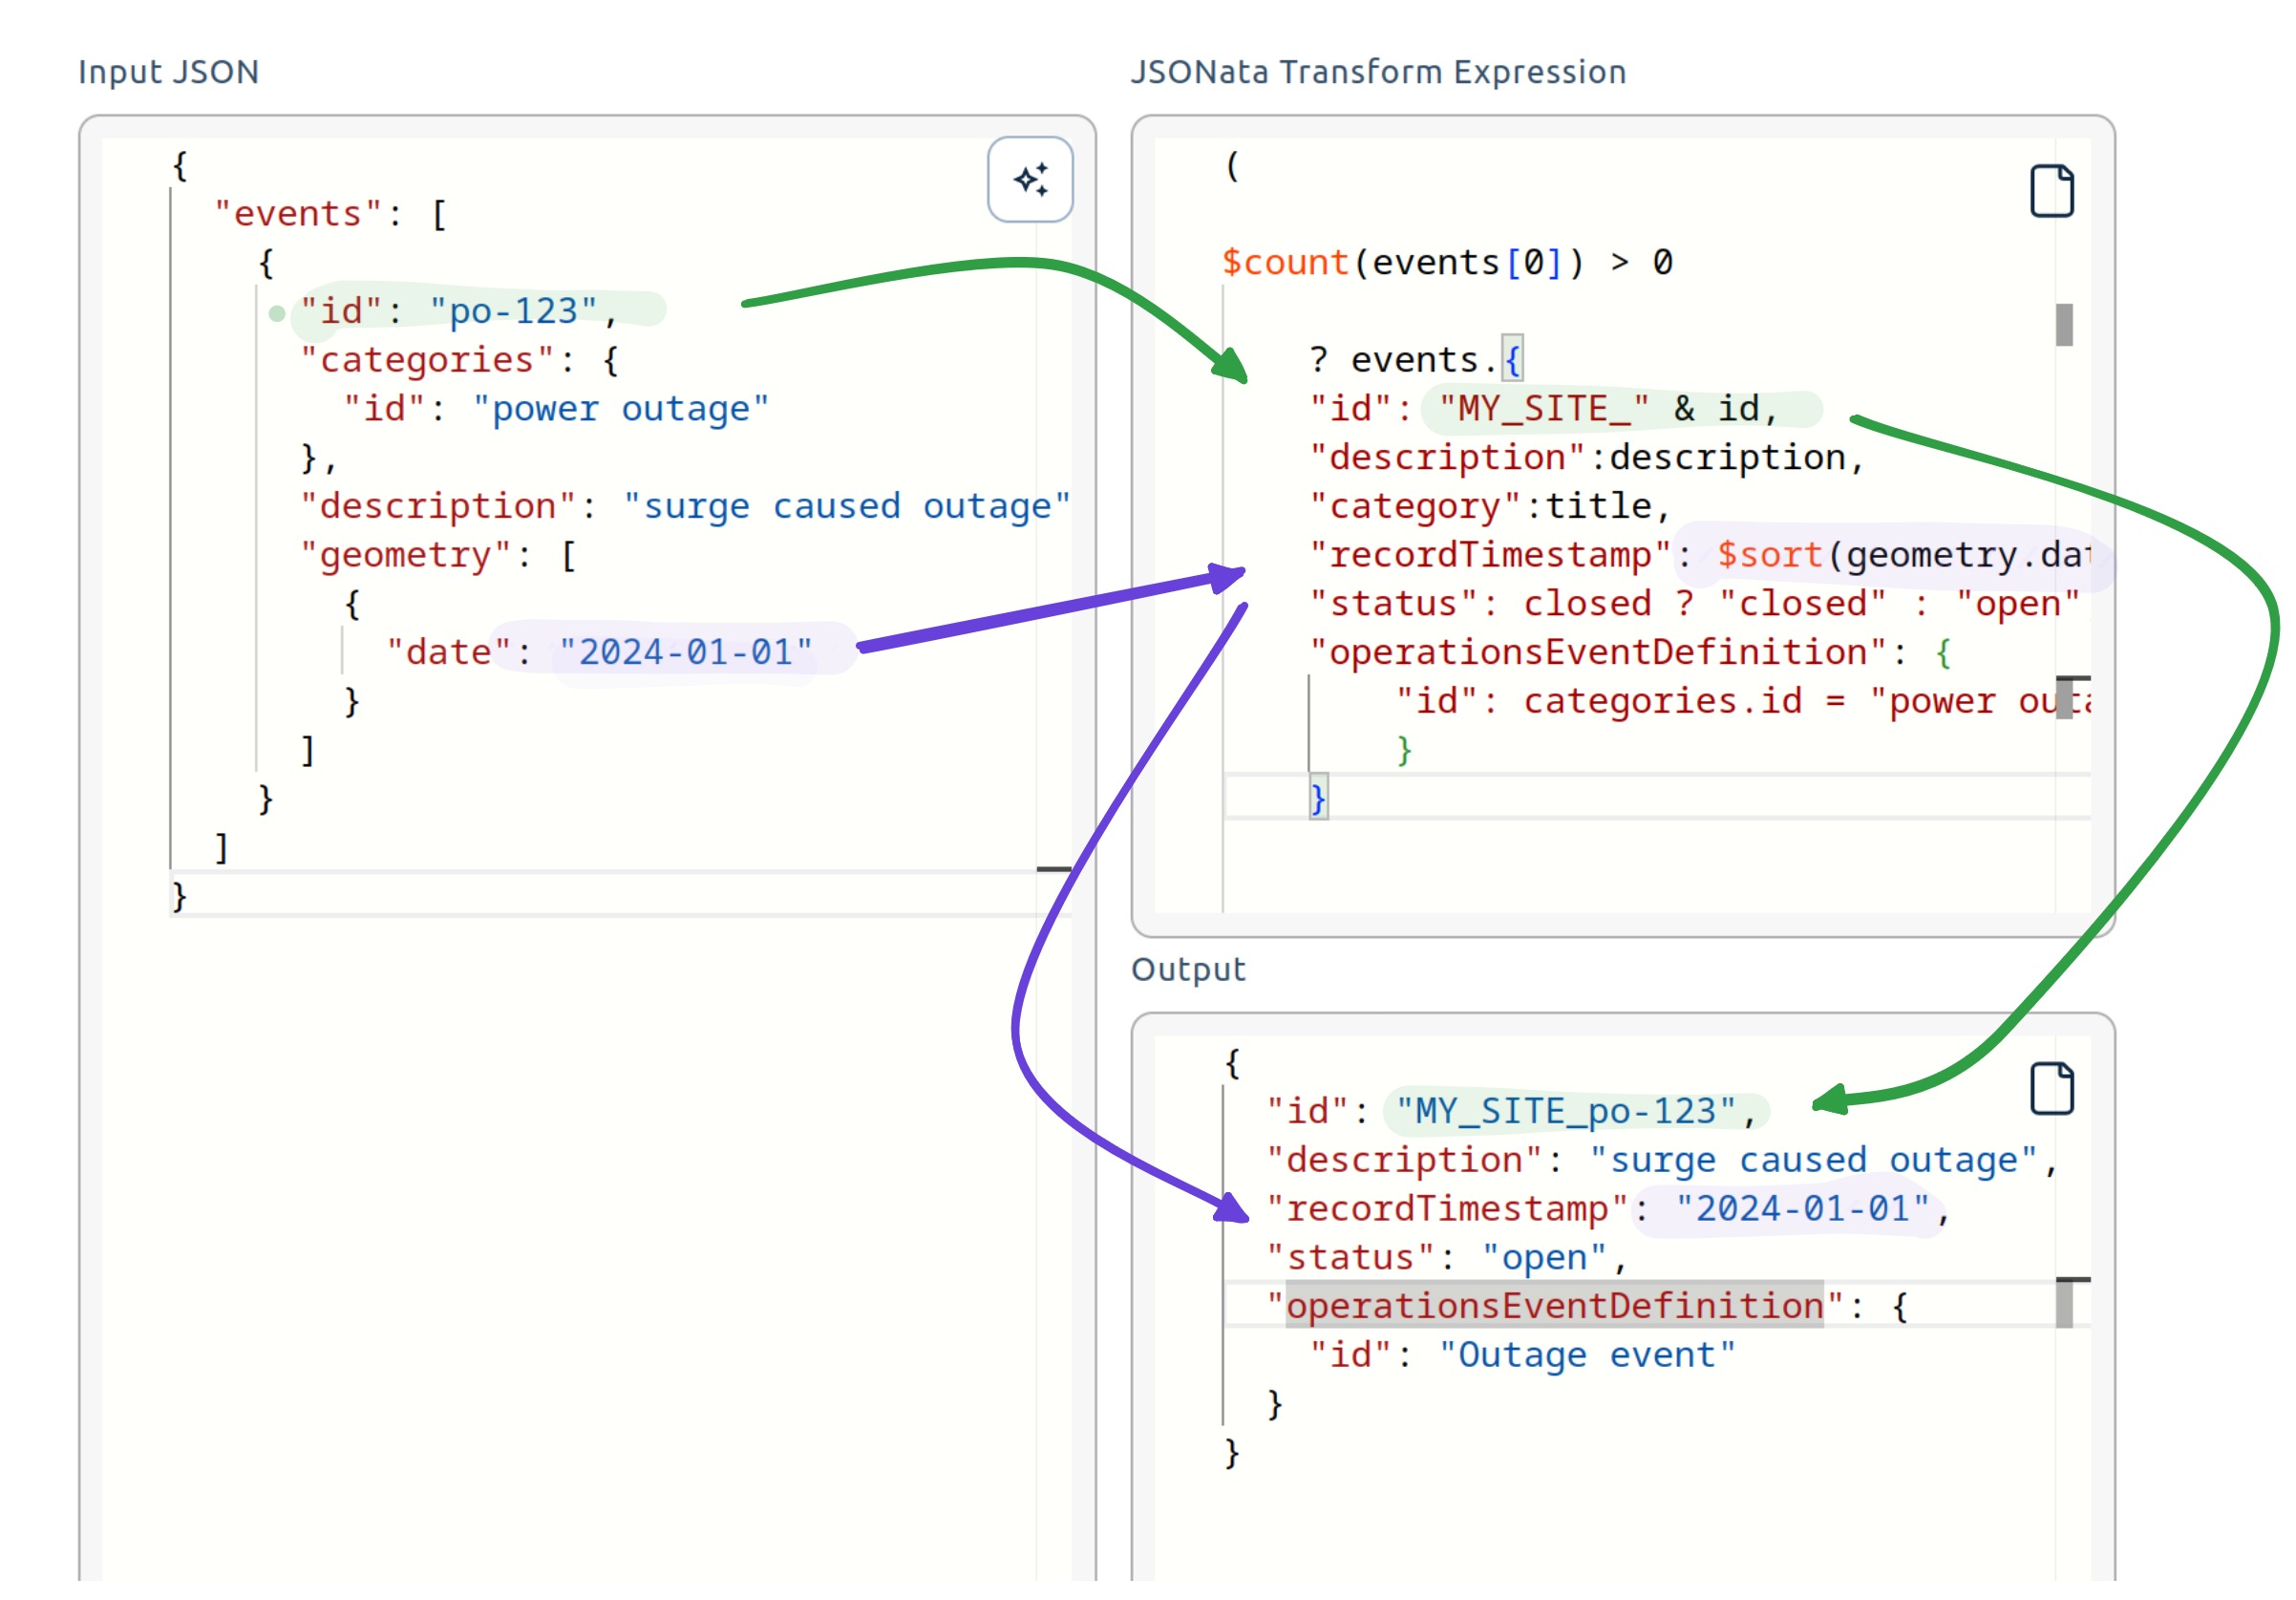 Input JSON
{
"events": [
{
"id": "po-123",
"categories": {
"id": "power outage"
},
"description": "surge caused outage"
"geometry": [
{
"date": "2024-01-01"
}
]
}
]
}
JSONata Transform Expression
(
$count(events[0]) > 0
? events.{
"id": "MY_SITE_" & id,
"description":description,
"category":title,
"recordTimestamp": $sort(geometry.dat
"status": closed ? "closed" : "open"
"operationsEventDefinition": {
"id": categories.id = "power outa
}
}
Output
{
"id": "MY_SITE_po-123",
"description": "surge caused outage",
"recordTimestamp": "2024-01-01",
"status": "open",
"operationsEventDefinition": {
"id": "Outage event"
}
}